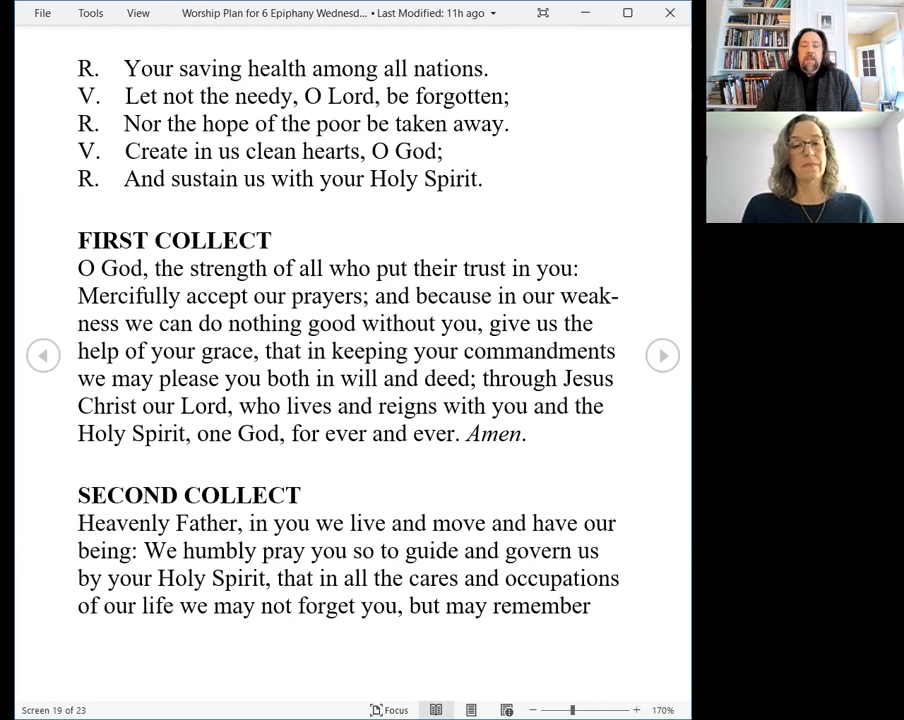 File Tools View Worship Plan for 6 Epiphany Wednesd... • Last Modified: 11h ago
R. Your saving health among all nations.
V. Let not the needy, O Lord, be forgotten;
R. Nor the hope of the poor be taken away.
V. Create in us clean hearts, O God;
R. And sustain us with your Holy Spirit.
FIRST COLLECT
O God, the strength of all who put their trust in you:
Mercifully accept our prayers; and because in our weak-
ness we can do nothing good without you, give us the
help of your grace, that in keeping your commandments
we may please you both in will and deed; through Jesus
Christ our Lord, who lives and reigns with you and the
Holy Spirit, one God, for ever and ever. Amen.
SECOND COLLECT
Heavenly Father, in you we live and move and have our
being: We humbly pray you so to guide and govern us
by your Holy Spirit, that in all the cares and occupations
of our life we may not forget you, but may remember
Screen 19 of 23 Focus 170%